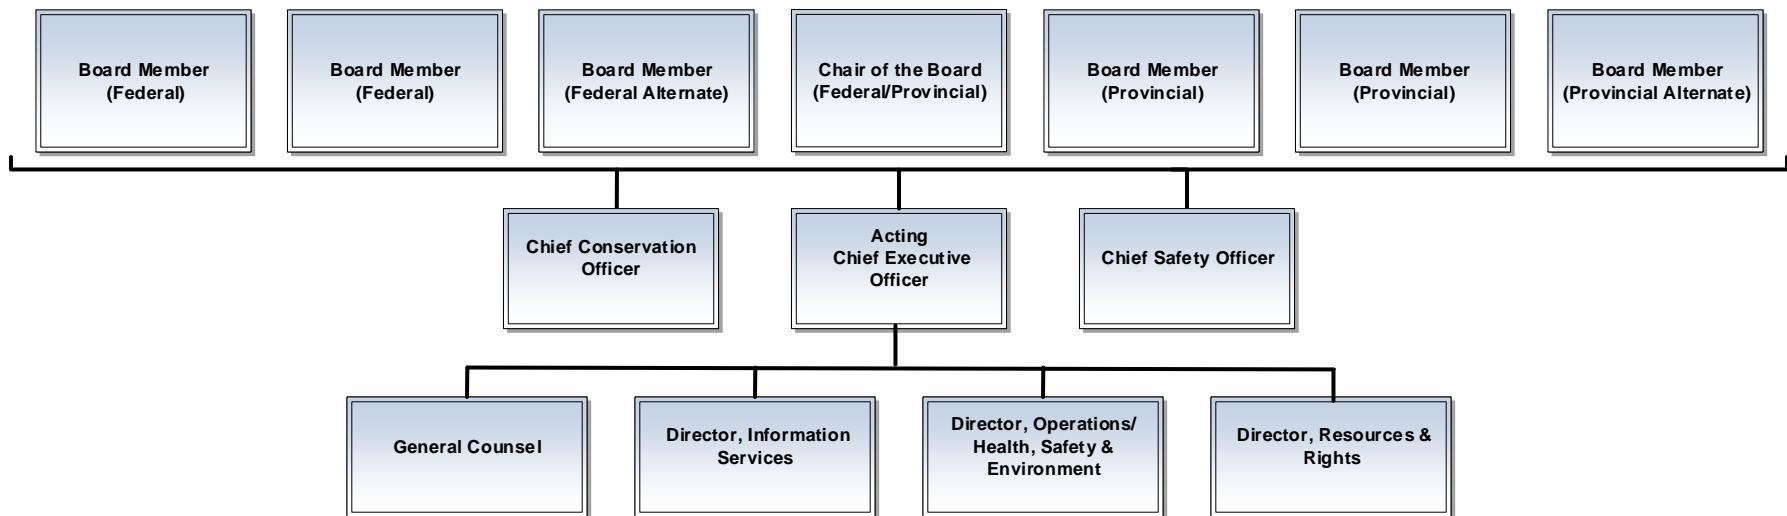 Board Member
(Federal)
Board Member
(Federal)
Board Member
(Federal Alternate)
Chair of the Board
(Federal/Provincial)
Board Member
(Provincial)
Board Member
(Provincial)
Board Member
(Provincial Alternate)
Chief Conservation
Officer
Acting
Chief Executive
Officer
Chief Safety Officer
General Counsel
Director, Information
Services
Director, Operations/
Health, Safety &
Environment
Director, Resources &
Rights